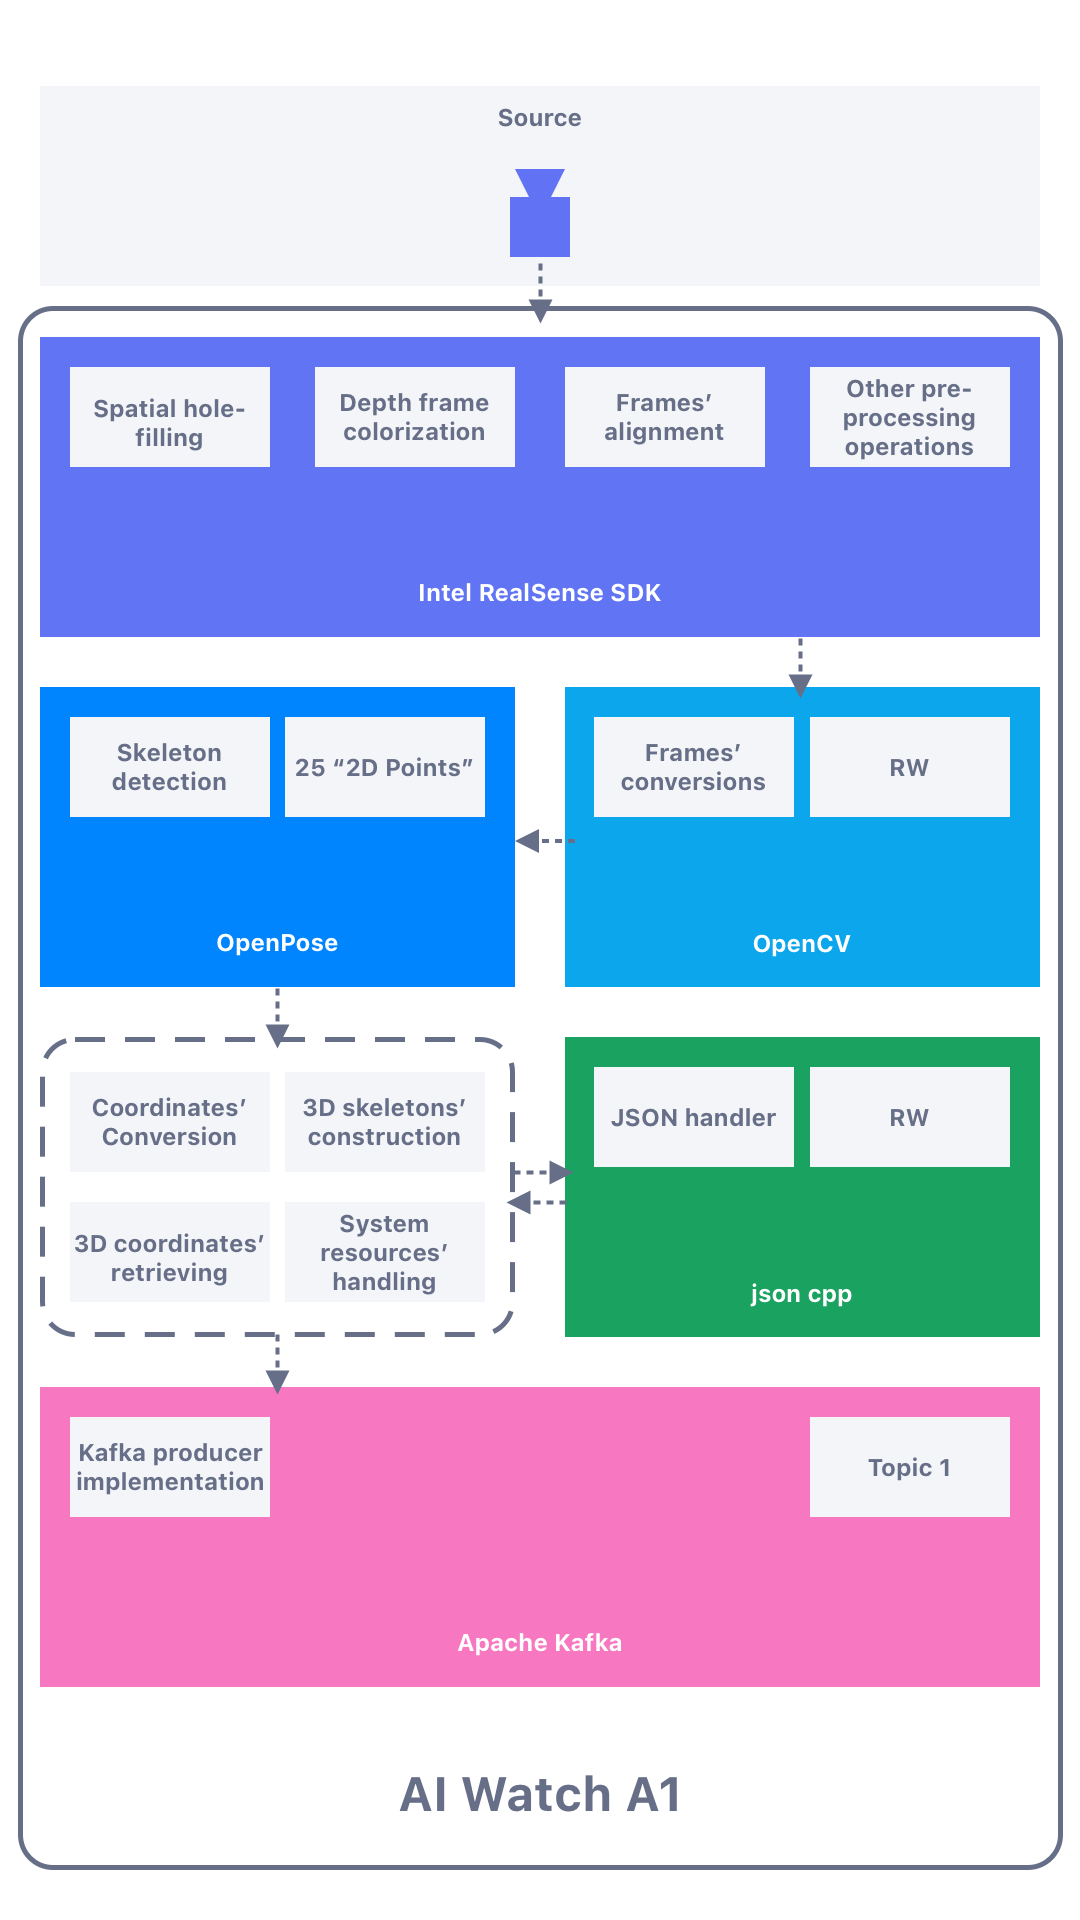 Source
Spatial hole-
filling
Depth frame
colorization
Frames’
alignment
Other pre-
processing
operations
Intel RealSense SDK
Skeleton
detection
25 “2D Points”
OpenPose
Frames’
conversions
RW
OpenCV
Coordinates’
Conversion
3D skeletons’
construction
3D coordinates’
retrieving
System
resources’
handling
JSON handler
RW
json cpp
Kafka producer
implementation
Topic 1
Apache Kafka
AI Watch A1